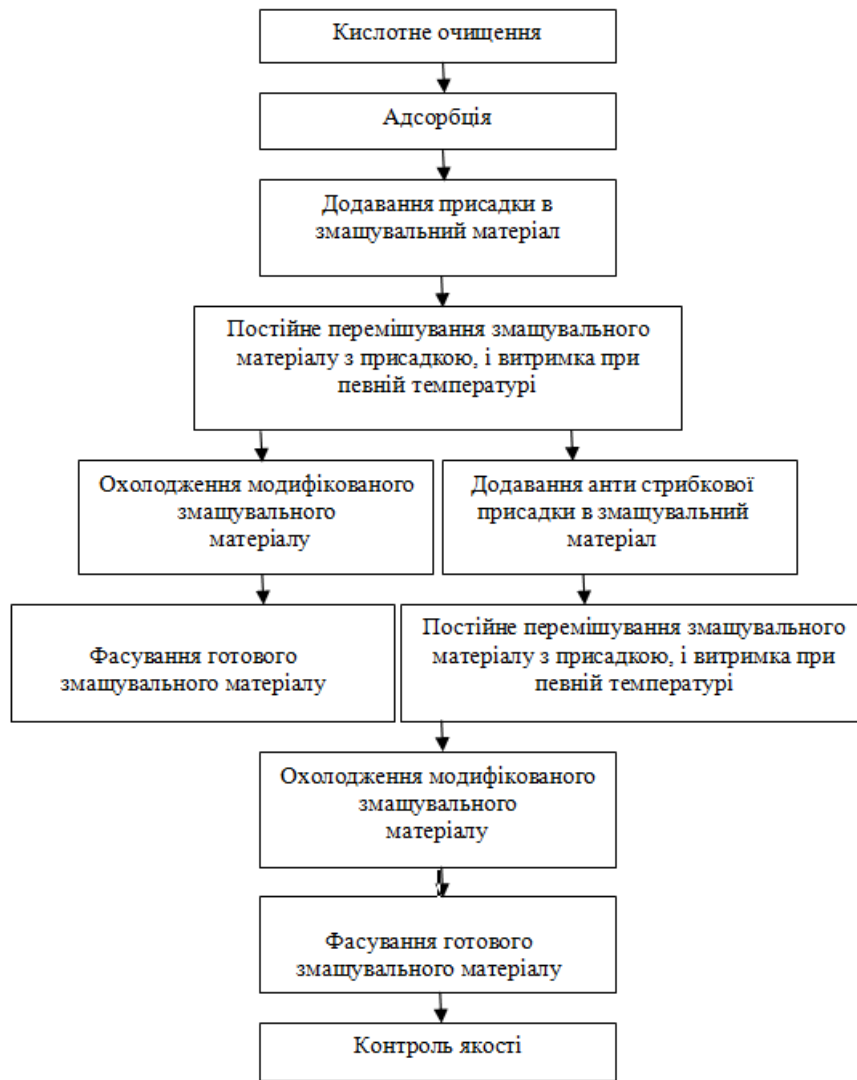 Кислотне очищення
Адсорбція
Додавання присадки в
змащувальний матеріал
Постійне перемішування змащувального
матеріалу з присадкою, і витримка при
певній температурі
Охолодження модифікованого
змащувального
матеріалу
Додавання анти стрибкової
присадки в змащувальний
матеріал
Фасування готового
змащувального матеріалу
Постійне перемішування змащувального
матеріалу з присадкою, і витримка при
певній температурі
Охолодження модифікованого
змащувального
матеріалу
Фасування готового
змащувального матеріалу
Контроль якості